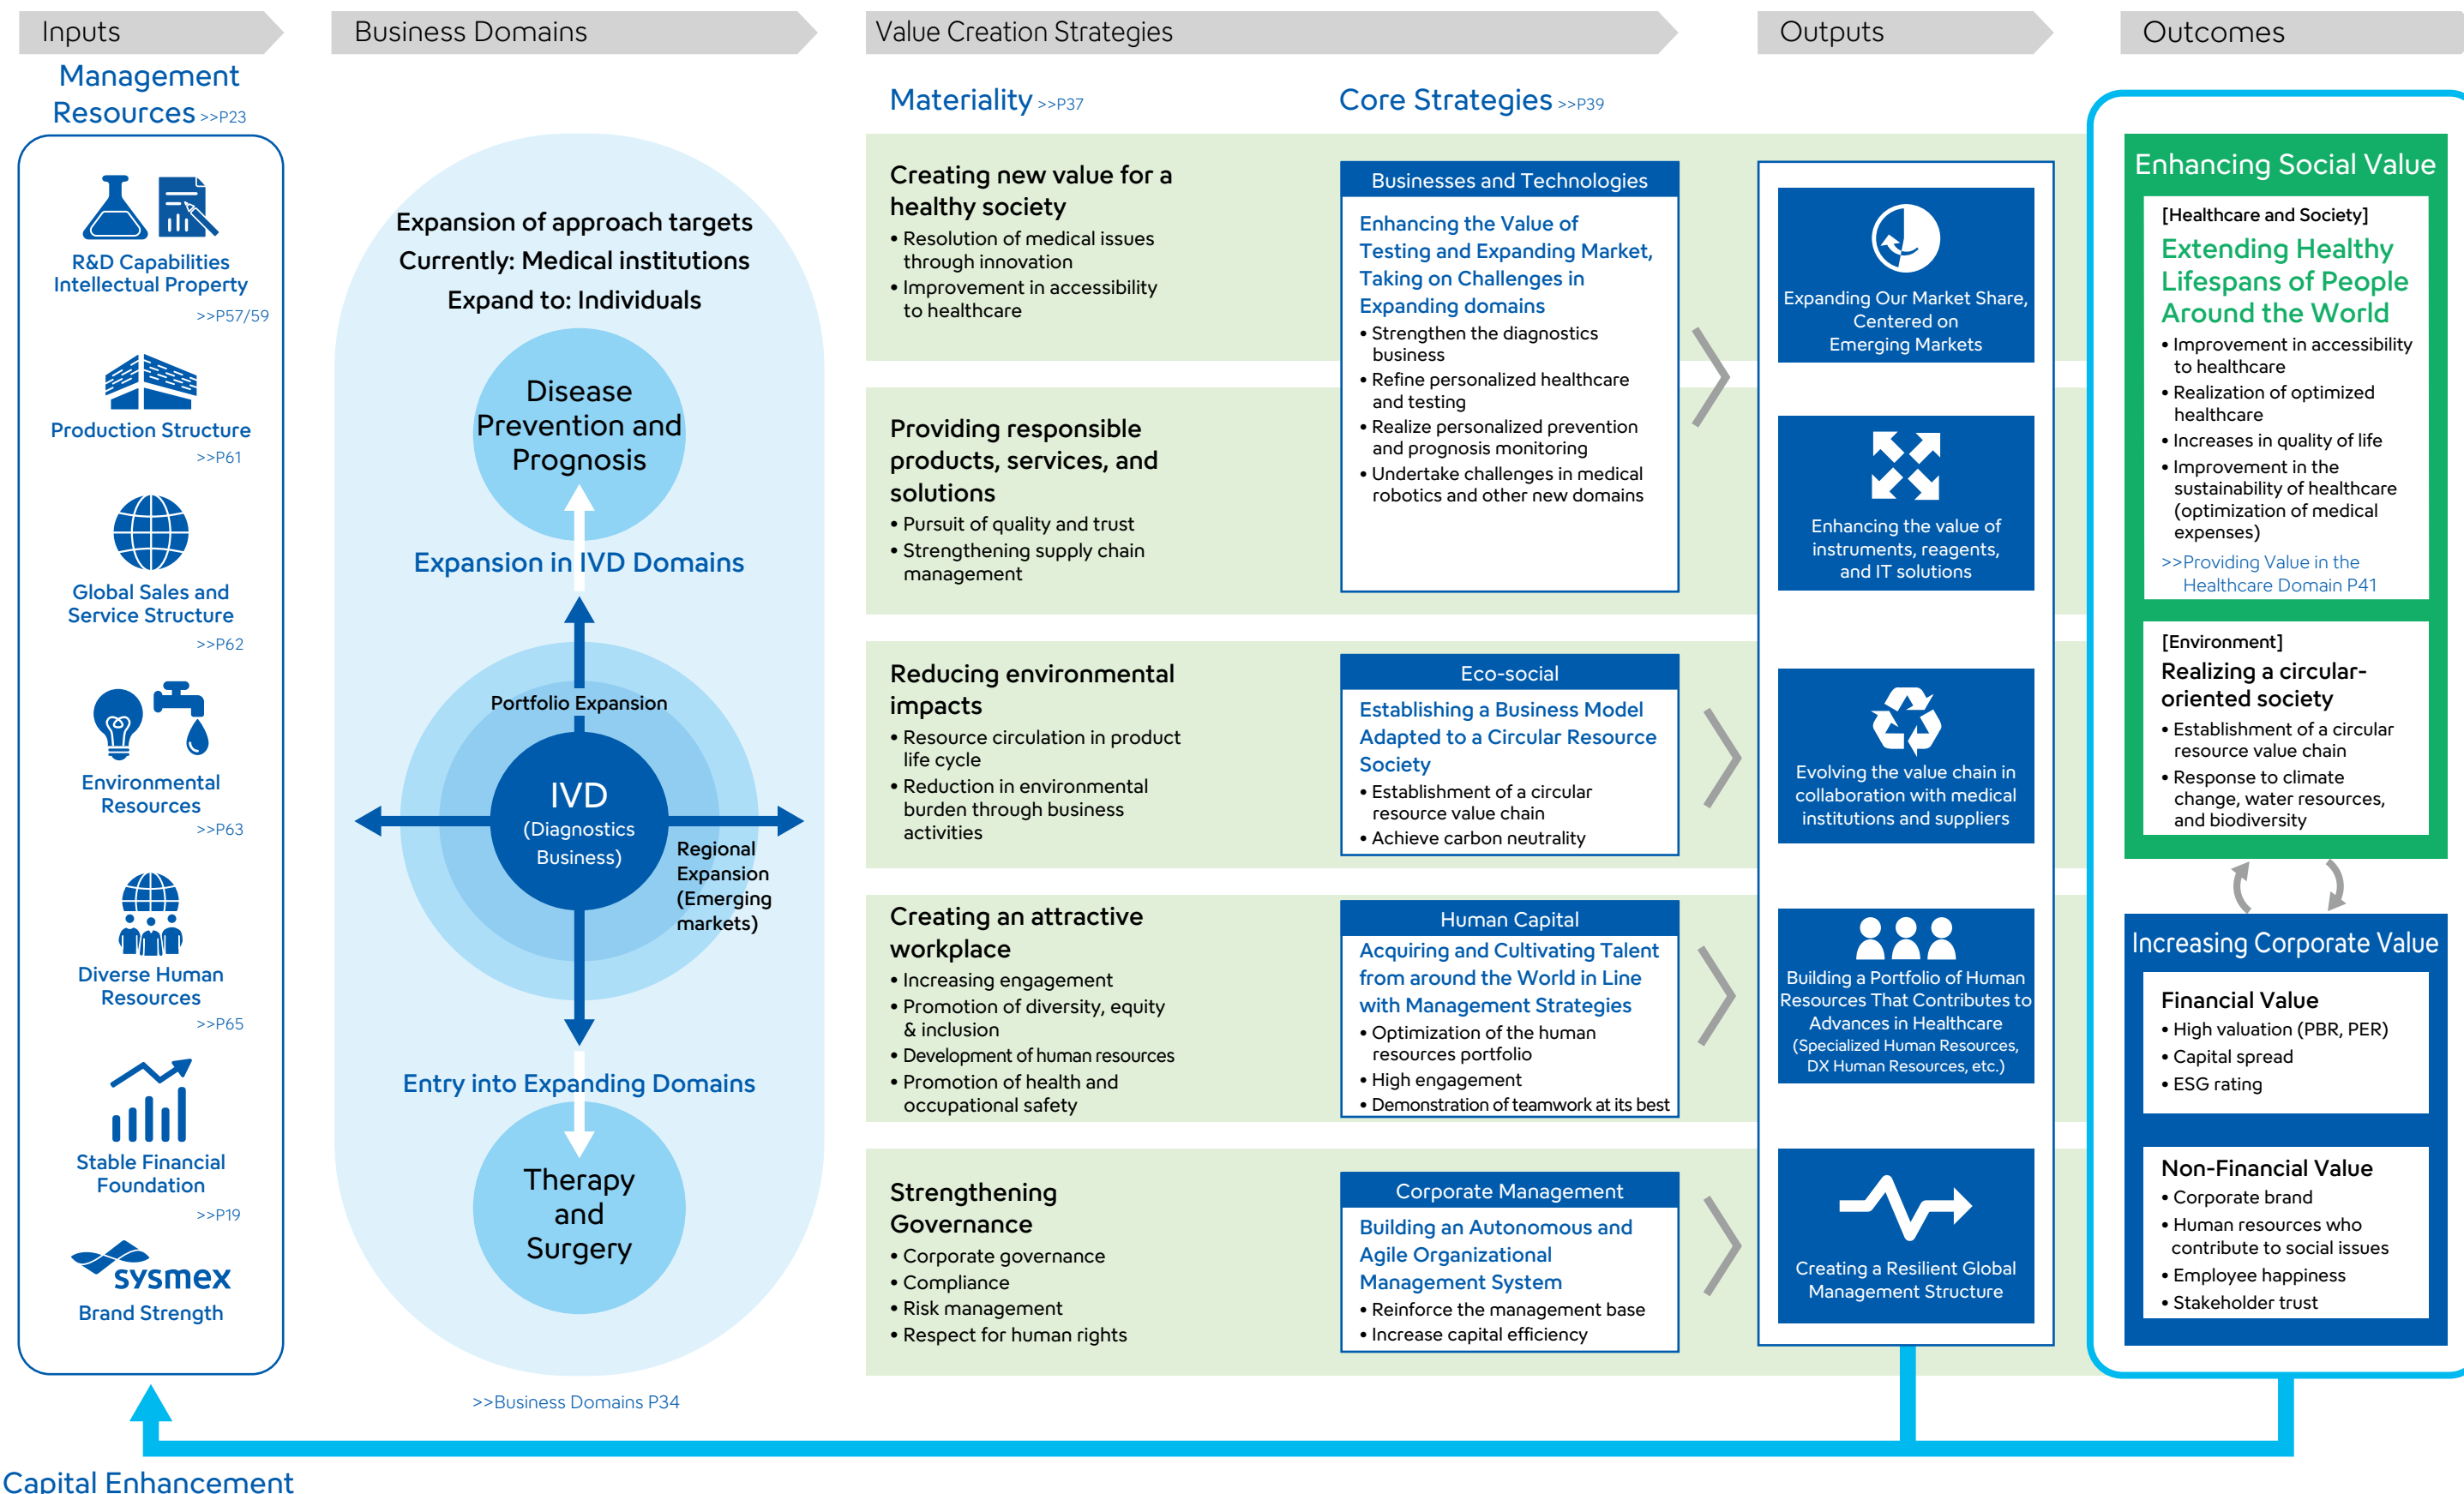 Inputs
Business Domains
Value Creation Strategies
Outputs
Outcomes
Management
Resources >>P23
R&D Capabilities
Intellectual Property
>>P57/59
Production Structure
>>P61
Global Sales and
Service Structure
>>P62
Environmental
Resources
>>P63
Diverse Human
Resources
>>P65
Stable Financial
Foundation
>>P19
sysmex
Brand Strength
Expansion of approach targets
Currently: Medical institutions
Expand to: Individuals
Disease
Prevention and
Prognosis
Expansion in IVD Domains
Portfolio Expansion
IVD
(Diagnostics
Business)
Regional
Expansion
(Emerging
markets)
Entry into Expanding Domains
Therapy
and
Surgery
>>Business Domains P34
Materiality >>P37
Creating new value for a
healthy society
• Resolution of medical issues
through innovation
• Improvement in accessibility
to healthcare
Providing responsible
products, services, and
solutions
• Pursuit of quality and trust
• Strengthening supply chain
management
Reducing environmental
impacts
• Resource circulation in product
life cycle
• Reduction in environmental
burden through business
activities
Creating an attractive
workplace
• Increasing engagement
• Promotion of diversity, equity
& inclusion
• Development of human resources
• Promotion of health and
occupational safety
Strengthening
Governance
• Corporate governance
• Compliance
• Risk management
• Respect for human rights
Core Strategies >>P39
Businesses and Technologies
Enhancing the Value of
Testing and Expanding Market,
Taking on Challenges in
Expanding domains
• Strengthen the diagnostics
business
• Refine personalized healthcare
and testing
• Realize personalized prevention
and prognosis monitoring
• Undertake challenges in medical
robotics and other new domains
Eco-social
Establishing a Business Model
Adapted to a Circular Resource
Society
• Establishment of a circular
resource value chain
• Achieve carbon neutrality
Human Capital
Acquiring and Cultivating Talent
from around the World in Line
with Management Strategies
• Optimization of the human
resources portfolio
• High engagement
• Demonstration of teamwork at its best
Corporate Management
Building an Autonomous and
Agile Organizational
Management System
• Reinforce the management base
• Increase capital efficiency
Expanding Our Market Share,
Centered on
Emerging Markets
Enhancing the value of
instruments, reagents,
and IT solutions
Evolving the value chain in
collaboration with medical
institutions and suppliers
Building a Portfolio of Human
Resources That Contributes to
Advances in Healthcare
(Specialized Human Resources,
DX Human Resources, etc.)
Creating a Resilient Global
Management Structure
Enhancing Social Value
[Healthcare and Society]
Extending Healthy
Lifespans of People
Around the World
• Improvement in accessibility
to healthcare
• Realization of optimized
healthcare
• Increases in quality of life
• Improvement in the
sustainability of healthcare
(optimization of medical
expenses)
>>Providing Value in the
Healthcare Domain P41
[Environment]
Realizing a circular-
oriented society
• Establishment of a circular
resource value chain
• Response to climate
change, water resources,
and biodiversity
Increasing Corporate Value
Financial Value
• High valuation (PBR, PER)
• Capital spread
• ESG rating
Non-Financial Value
• Corporate brand
• Human resources who
contribute to social issues
• Employee happiness
• Stakeholder trust
Capital Enhancement